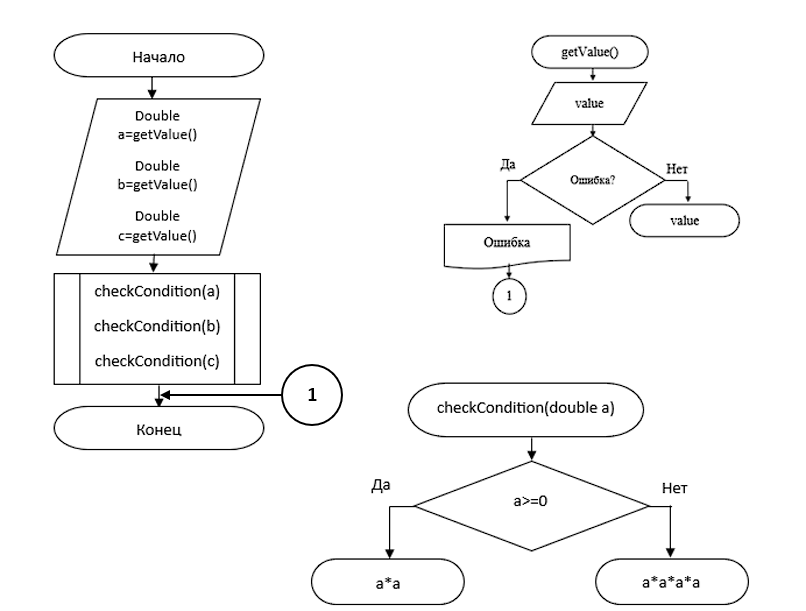 Начало
Double
a=getValue()
Double
b=getValue()
Double
c=getValue()
checkCondition(a)
checkCondition(b)
checkCondition(c)
1
Конец
getValue()
value
Да
Ошибка?
Нет
value
Ошибка
1
checkCondition(double a)
Да
a>=0
Нет
a*a
a*a*a*a